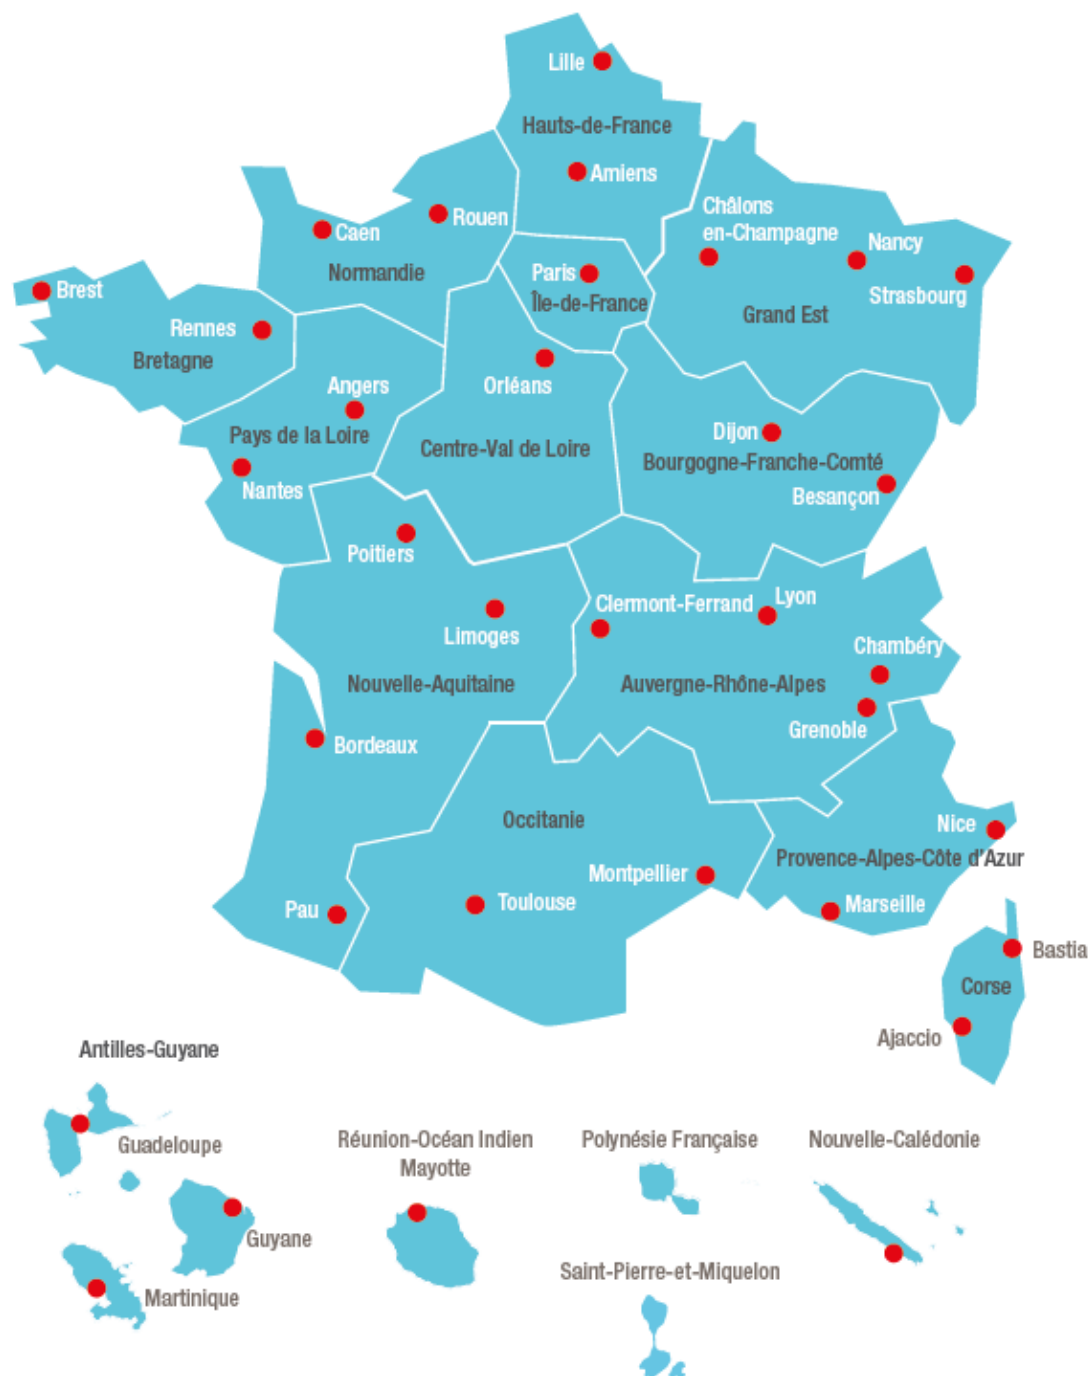 Lille
Hauts-de-France
Amiens
Châlons
en-Champagne
Rouen
Caen
Nancy
Normandie
Paris
Strasbourg
Brest
Île-de-France
Grand Est
Rennes
Bretagne
Orléans
Angers
Pays de la Loire
Dijon
Centre-Val de Loire
Bourgogne-Franche-Comté
Nantes
Besançon
Poitiers
Clermont-Ferrand
Lyon
Limoges
Chambéry
Nouvelle-Aquitaine
Auvergne-Rhône-Alpes
Grenoble
Bordeaux
Occitanie
Nice
Provence-Alpes-Côte d'Azur
Montpellier
Toulouse
Marseille
Pau
Bastia
Corse
Ajaccio
Antilles-Guyane
Guadeloupe
Guyane
Martinique
Réunion-Océan Indien
Mayotte
Polynésie Française
Nouvelle-Calédonie
Saint-Pierre-et-Miquelon